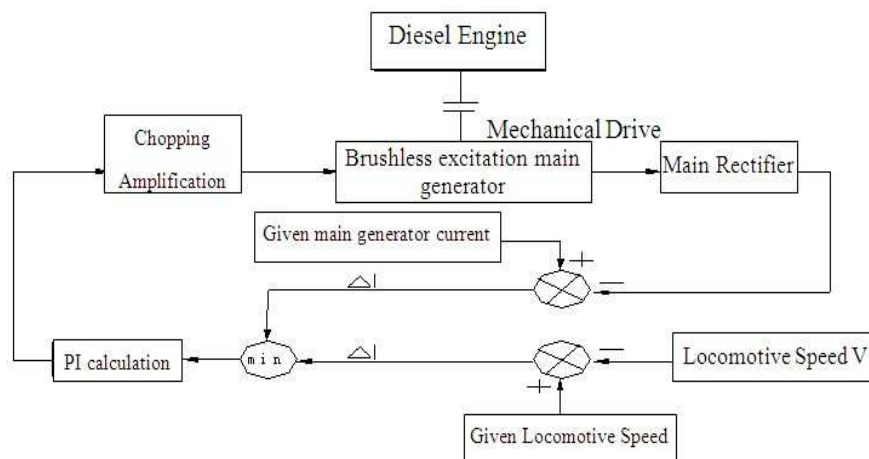 Diesel Engine
Mechanical Drive
Chopping
Amplification
Brushless excitation main
generator
Main Rectifier
Given main generator current
+
—
△I
△I
min
PI calculation
—
+
Locomotive Speed V
Given Locomotive Speed